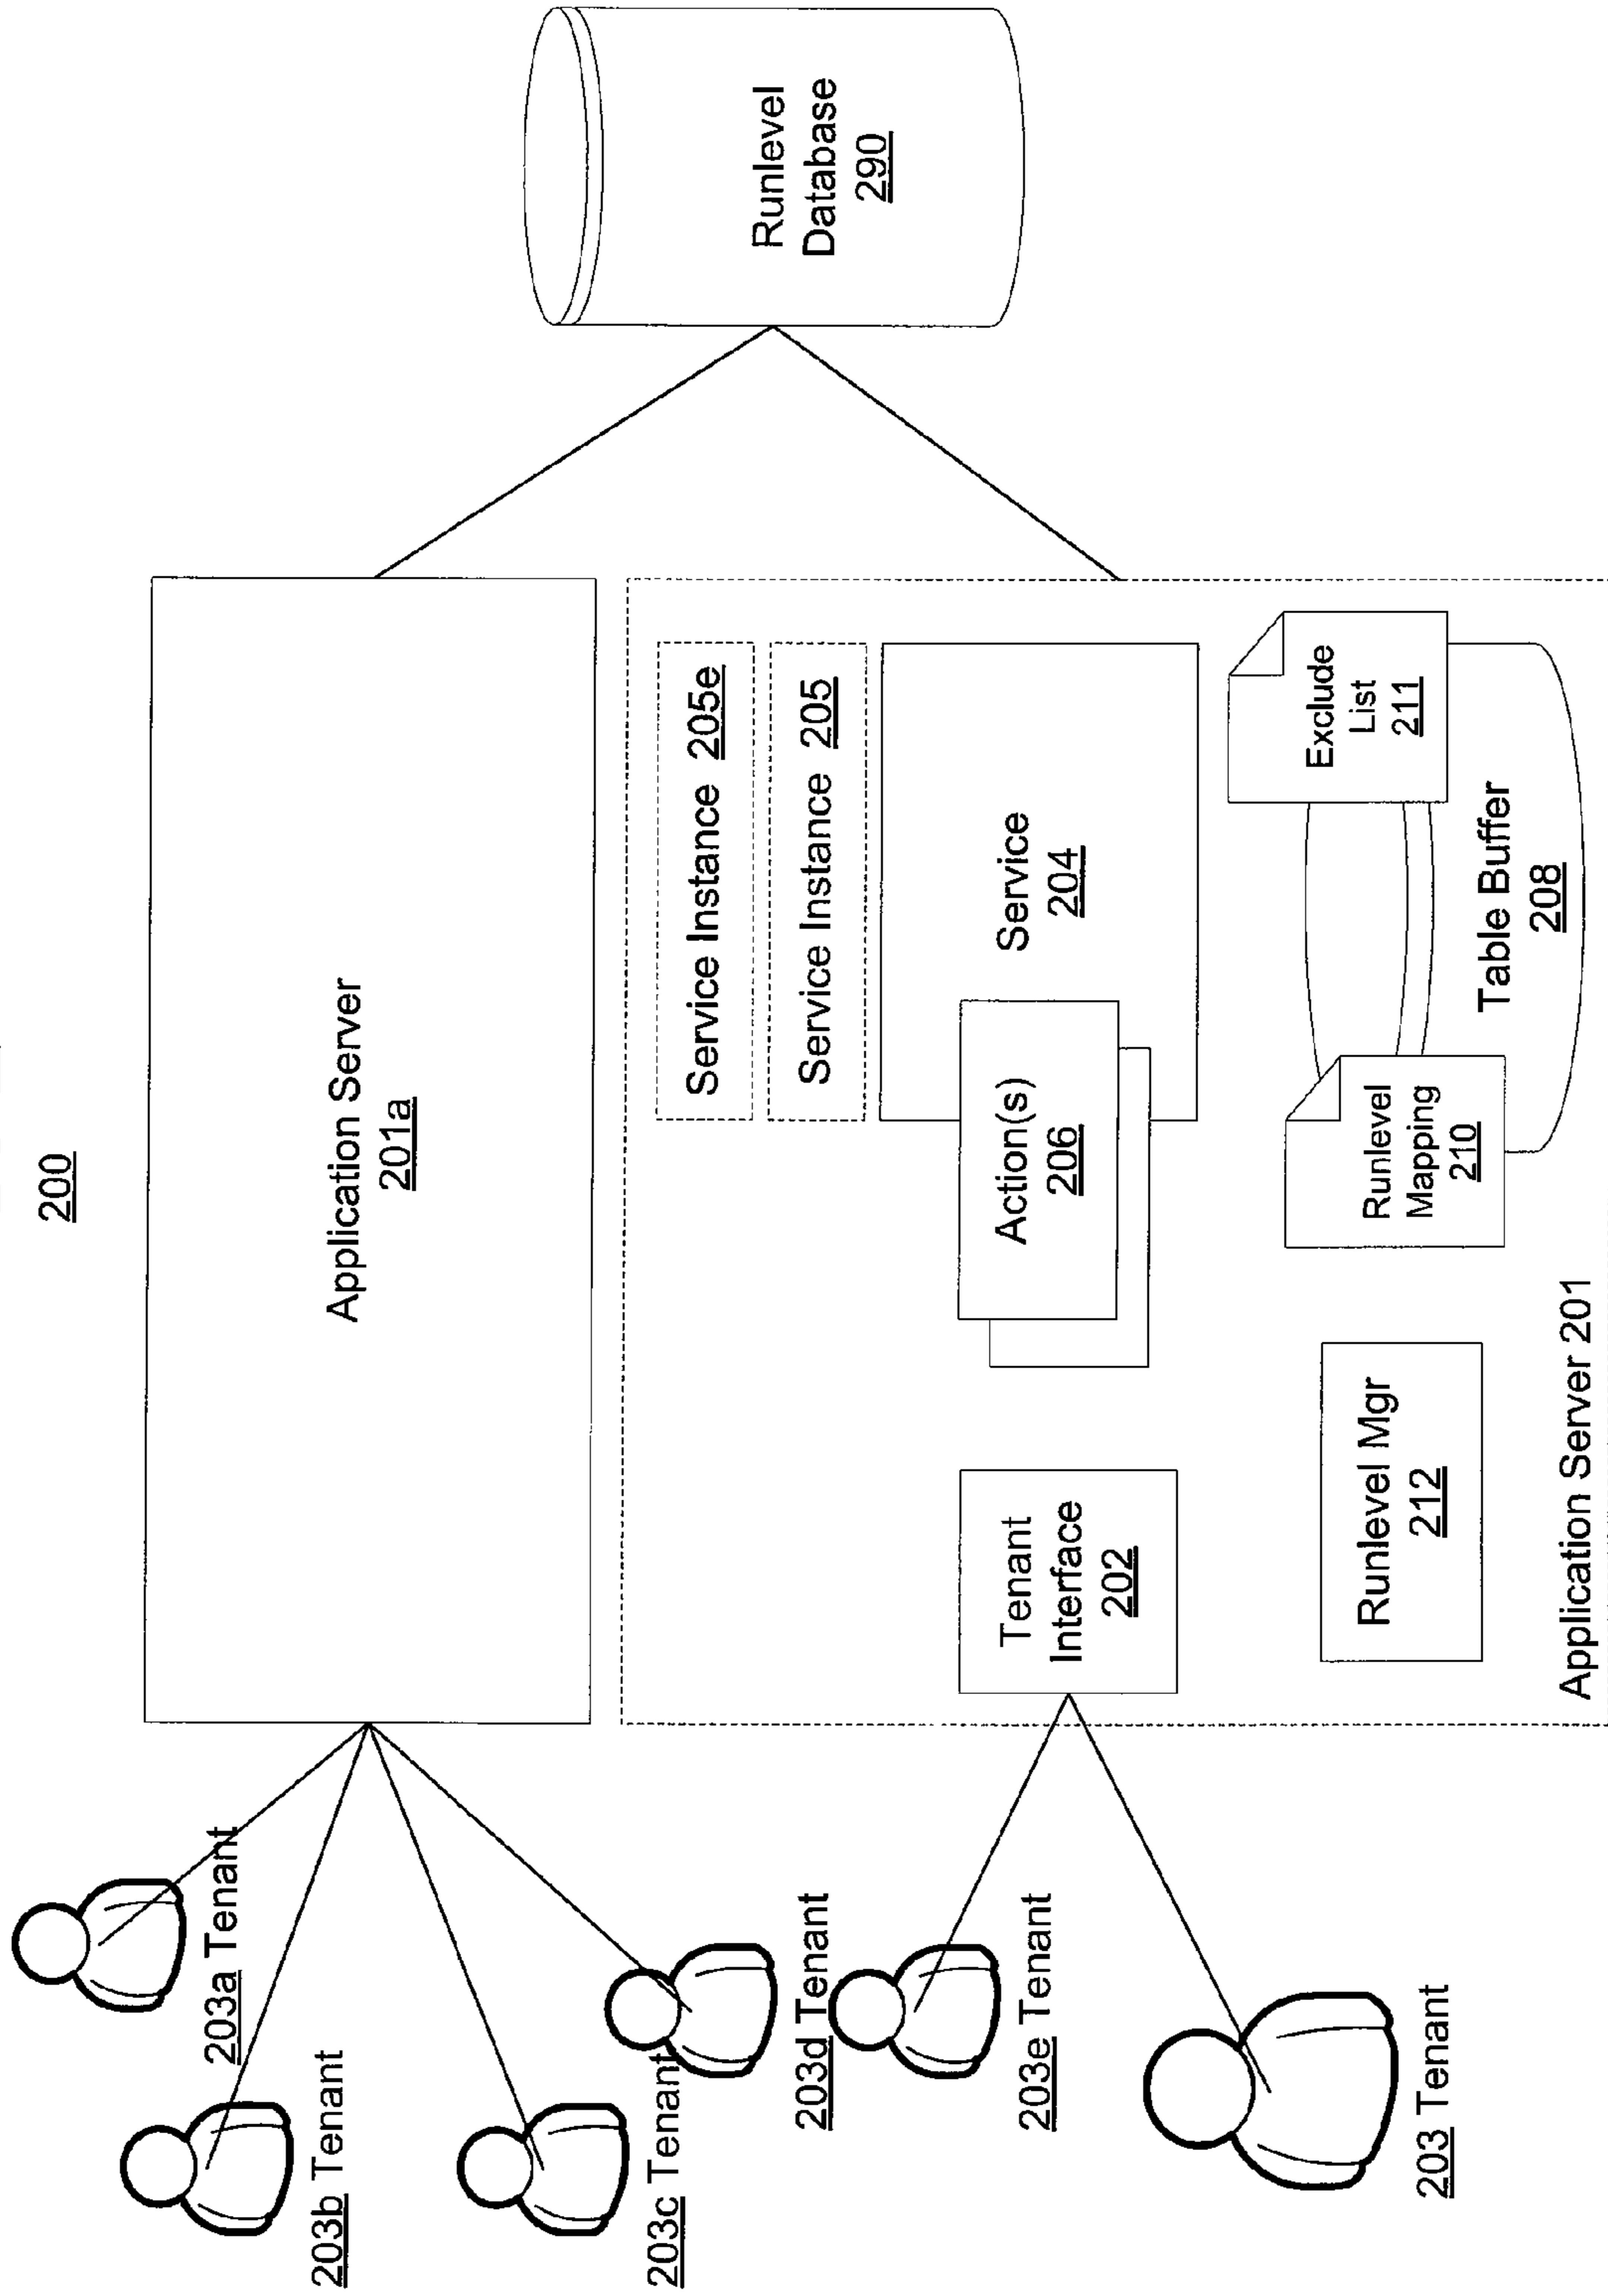 200
203a Tenant
203b Tenant
203c Tenant
203d Tenant
203e Tenant
203 Tenant
Application Server
201a
Service Instance 205e
Service Instance 205
Service
204
Action(s)
206
Tenant
Interface
202
Exclude
List
211
Runlevel
Mapping
210
Table Buffer
208
Runlevel Mgr
212
Application Server 201
Runlevel
Database
290